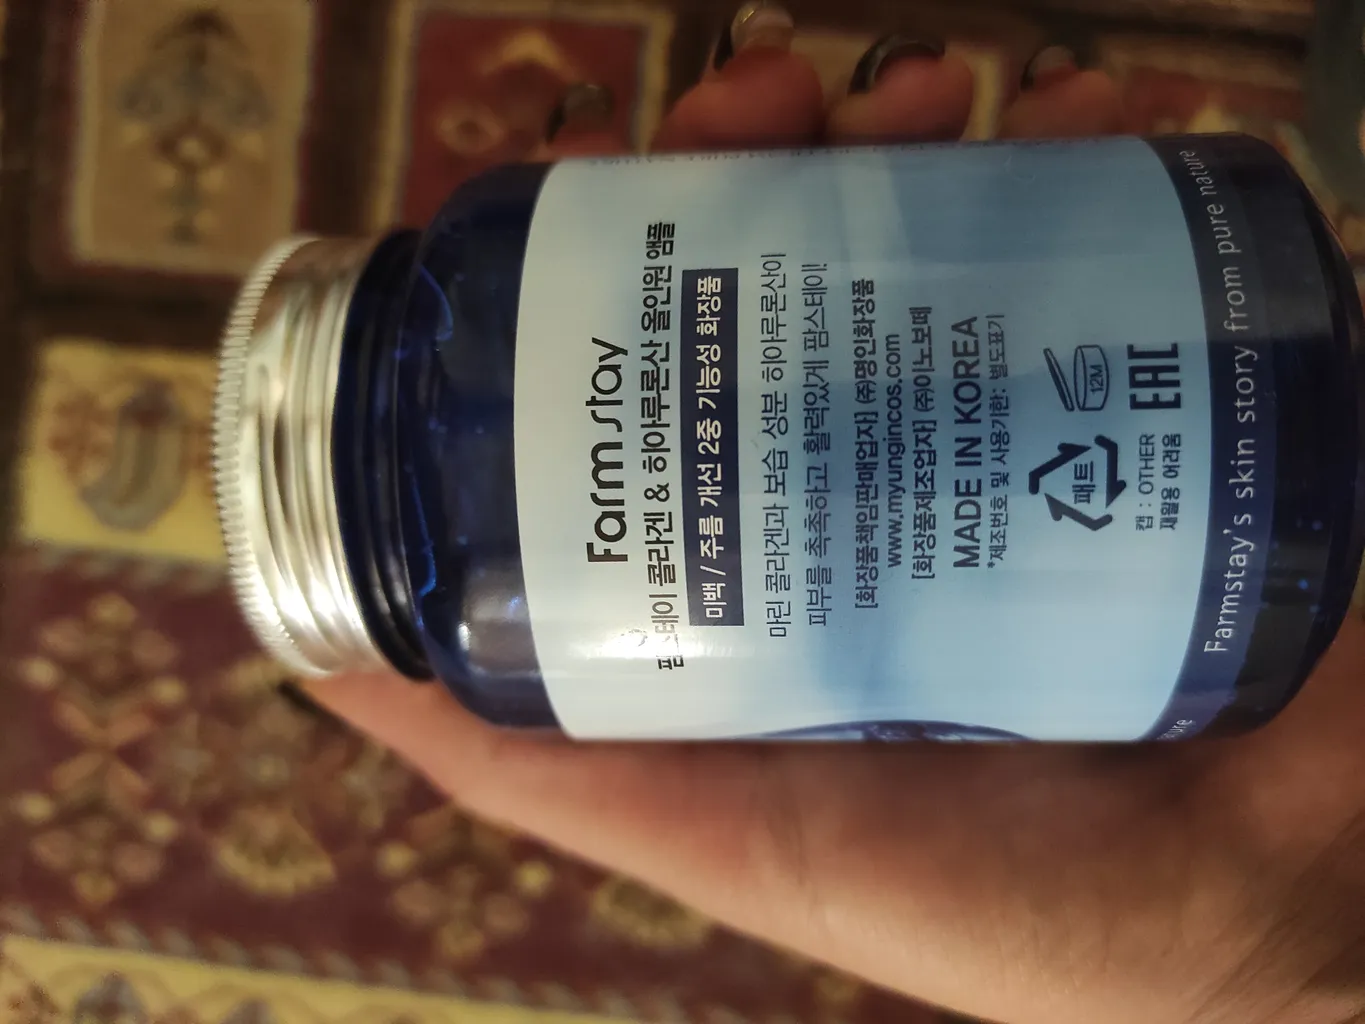 Farm stay
팜스테이 콜라겐 & 히아루론산 올인원 앰플
미백 / 주름 개선 2중 기능성 화장품
마린 콜라겐과 보습 성분 히아루론산이
피부를 촉촉하고 활력있게 팜스테이!
[화장품책임판매업자] ㈜명인화장품
www.myungincos.com
[화장품제조업자] ㈜이노보떼
MADE IN KOREA
*제조번호 및 사용기한: 별도표기
12M
페트
EAC
캡 : OTHER
재활용 어려움
Farmstay's skin story from pure nature